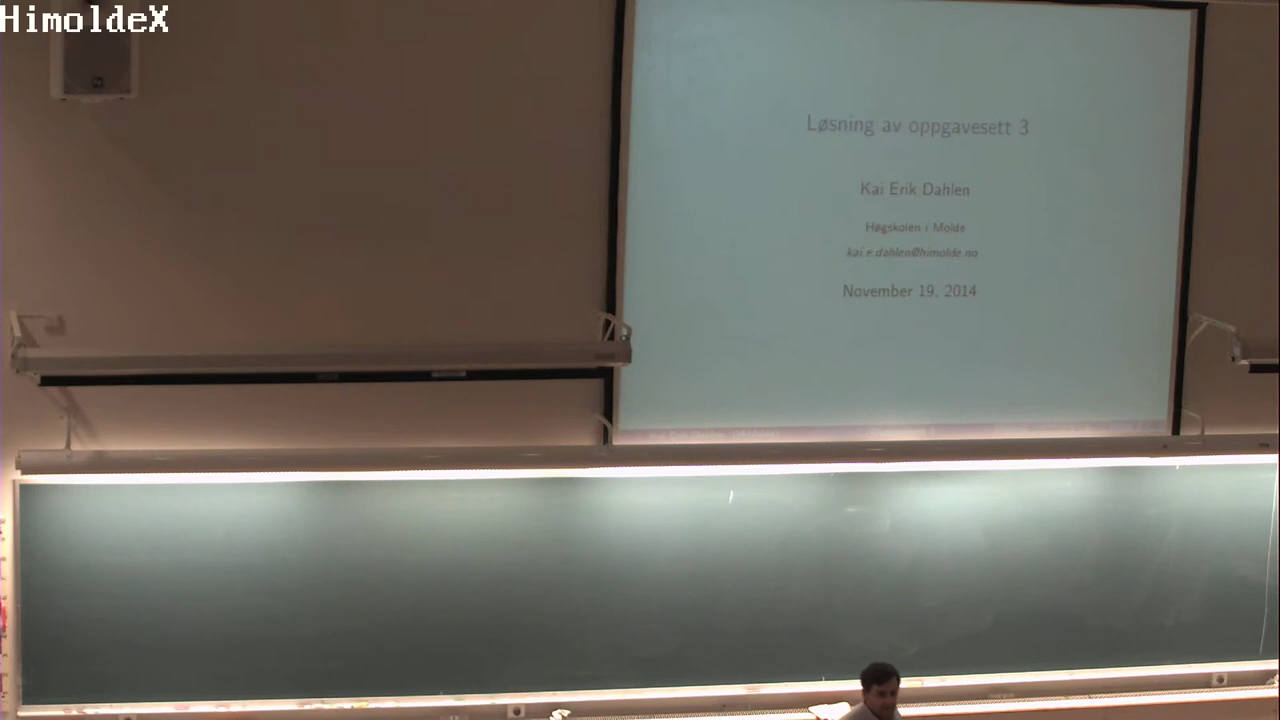 HimoldeX
Løsning av oppgavesett 3
Kai Erik Dahlen
Høgskolen i Molde
kai.e.dahlen@himolde.no
November 19, 2014